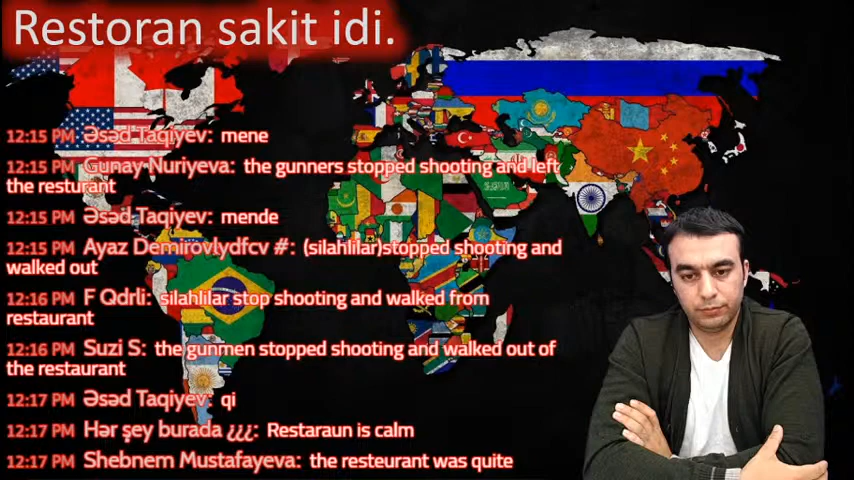 Restoran sakit idi.
12:15 PM Əsəd Taqiyev: mene
12:15 PM Gunay Nuriyeva: the gunners stopped shooting and left
the resturant
12:15 PM Əsəd Taqiyev: mende
12:15 PM Ayaz Demirovlydfcv #: (silahlilar)stopped shooting and
walked out
12:16 PM F Qdrli: silahlilar stop shooting and walked from
restaurant
12:16 PM Suzi S: the gunmen stopped shooting and walked out of
the restaurant
12:17 PM Əsəd Taqiyev: qi
12:17 PM Hər şey burada ¿¿¿: Restaraun is calm
12:17 PM Shebnem Mustafayeva: the resteurant was quite